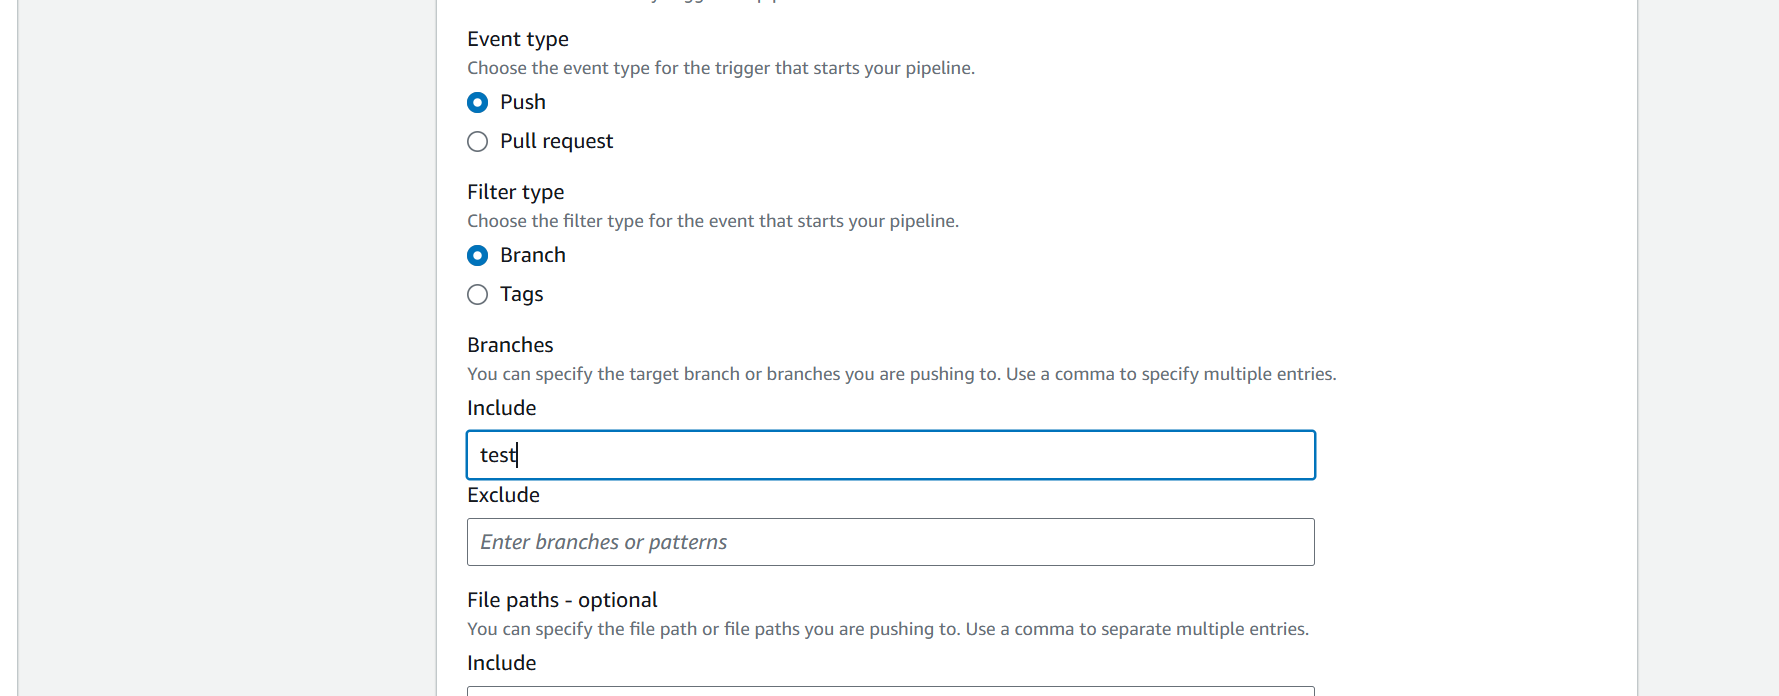 Event type
Choose the event type for the trigger that starts your pipeline.
Push
Pull request
Filter type
Choose the filter type for the event that starts your pipeline.
Branch
Tags
Branches
You can specify the target branch or branches you are pushing to. Use a comma to specify multiple entries.
Include
test
Exclude
Enter branches or patterns
File paths - optional
You can specify the file path or file paths you are pushing to. Use a comma to separate multiple entries.
Include